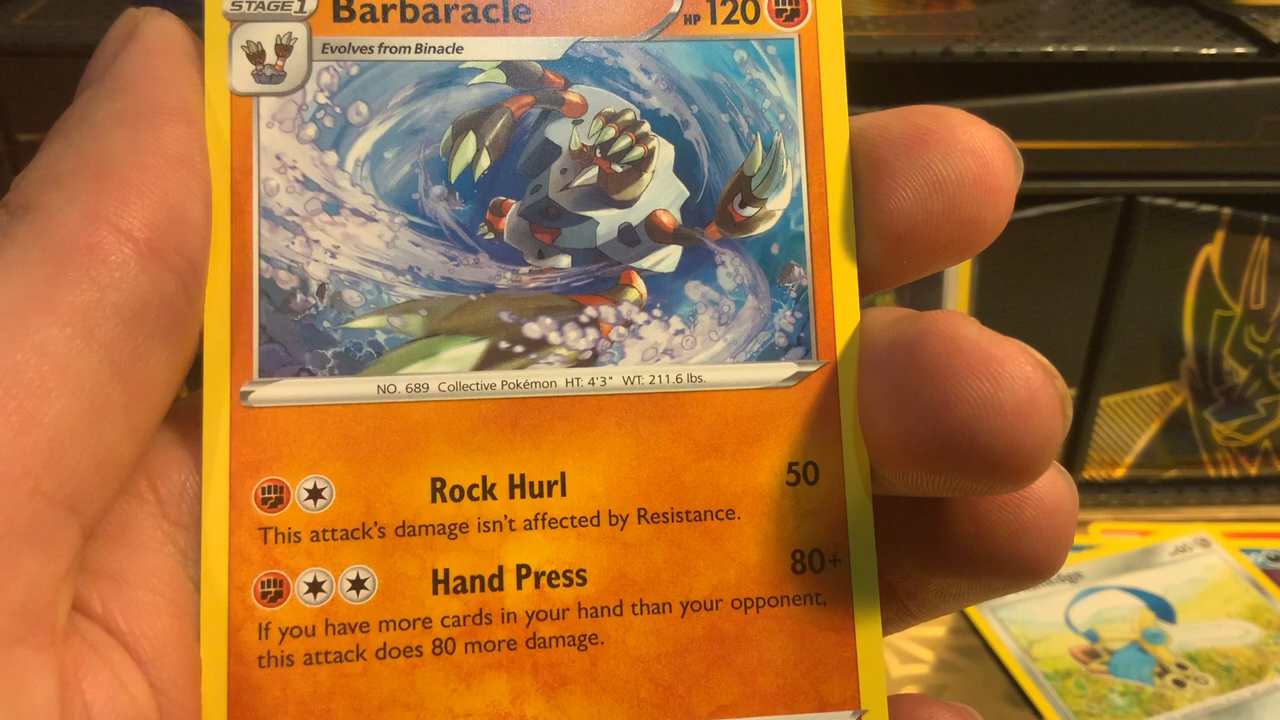 STAGE 1
Barbaracle
HP 120
Evolves from Binacle
NO. 689 Collective Pokémon HT: 4'3" WT: 211.6 lbs.
Rock Hurl 50
This attack's damage isn't affected by Resistance.
Hand Press 80+
If you have more cards in your hand than your opponent,
this attack does 80 more damage.